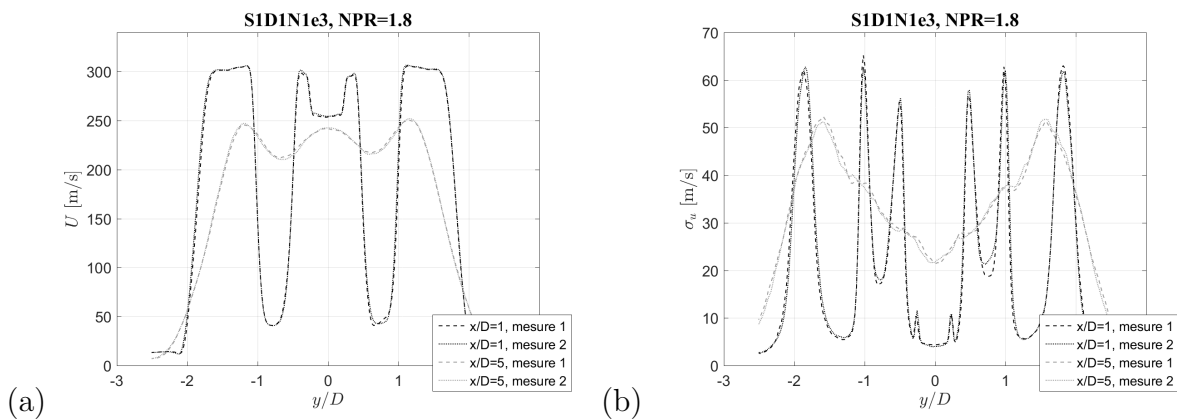 S1D1N1e3, NPR=1.8
300
250
200
150
100
50
0
U [m/s]
-3 -2 -1 0 1
y/D
x/D=1, mesure 1
x/D=1, mesure 2
x/D=5, mesure 1
x/D=5, mesure 2
(a)
S1D1N1e3, NPR=1.8
70
60
50
40
30
20
10
0
σu [m/s]
-3 -2 -1 0 1
y/D
x/D=1, mesure 1
x/D=1, mesure 2
x/D=5, mesure 1
x/D=5, mesure 2
(b)